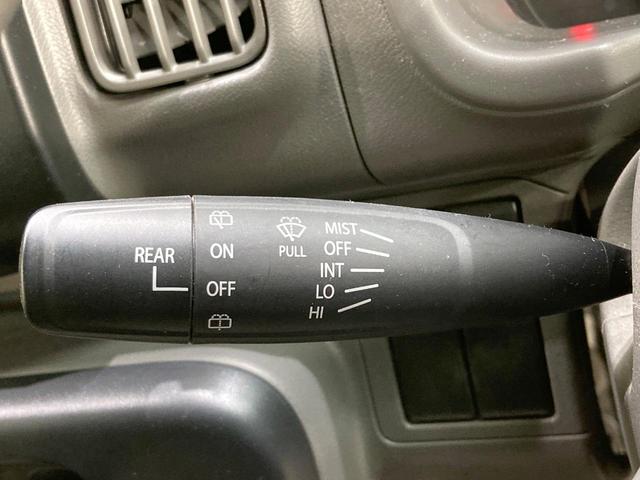 REAR
ON
OFF
PULL
MIST
OFF
INT
LO
HI